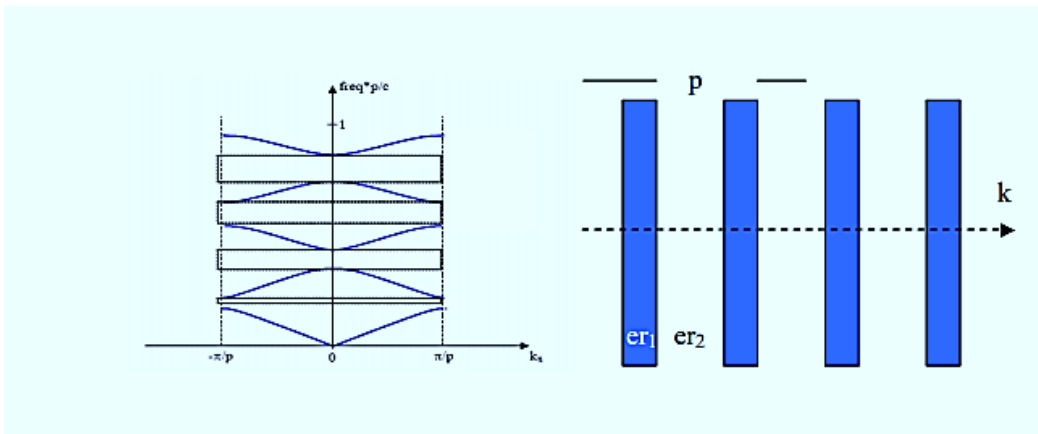 freq*p/c
1
-π/p
0
π/p
kₓ
p
k
er₁
er₂